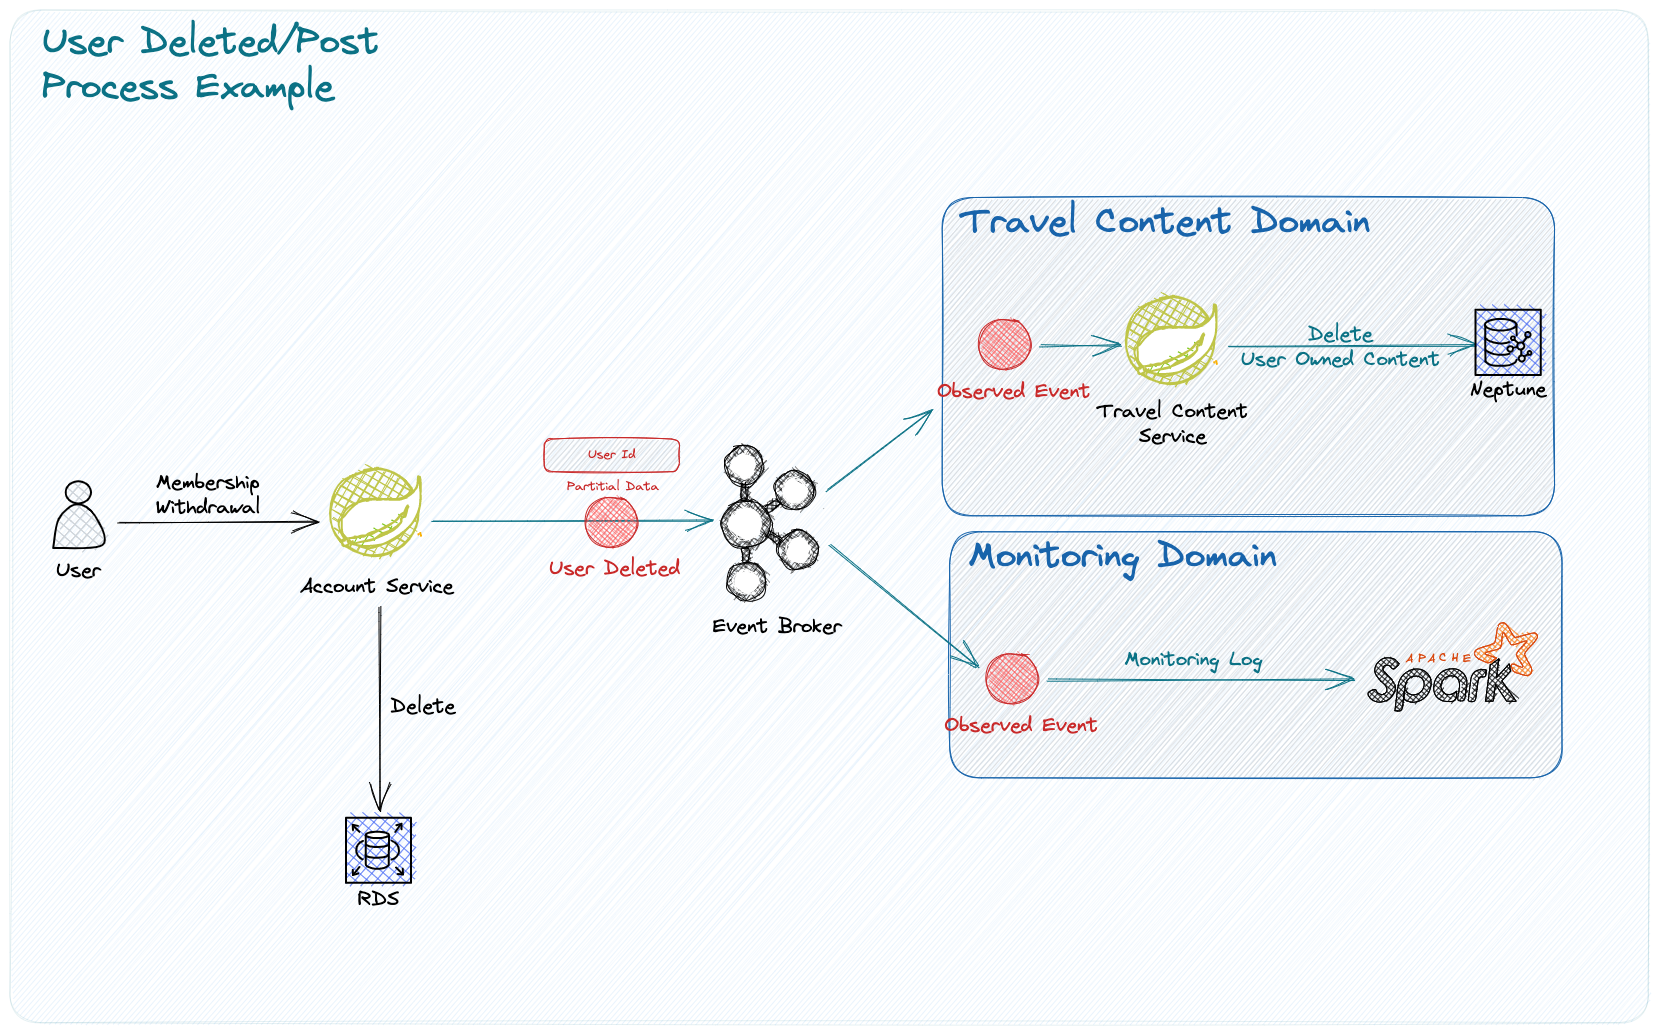 User Deleted/Post
Process Example
Travel Content Domain
Delete
User Owned Content
Observed Event
Neptune
Travel Content
Service
User Id
Partitial Data
Membership
Withdrawal
User
Account Service
User Deleted
Event Broker
Monitoring Domain
Monitoring Log
APACHE
Spark
Observed Event
Delete
RDS